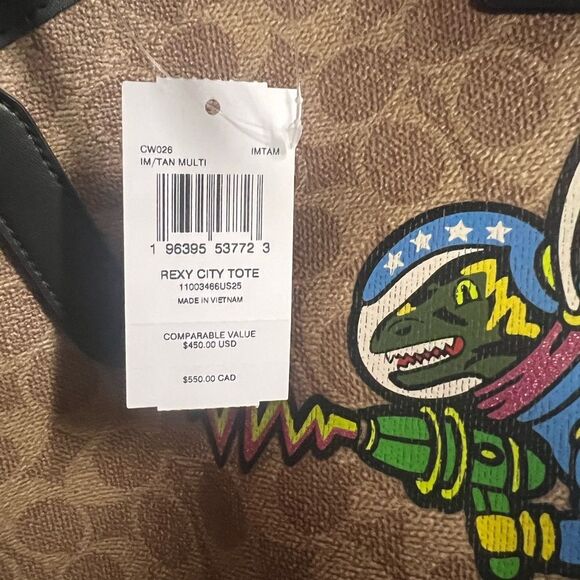 CW026 IMTAM
IM/TAN MULTI
1 96395 53772 3
REXY CITY TOTE
11003466US25
MADE IN VIETNAM
COMPARABLE VALUE
$450.00 USD
$550.00 CAD